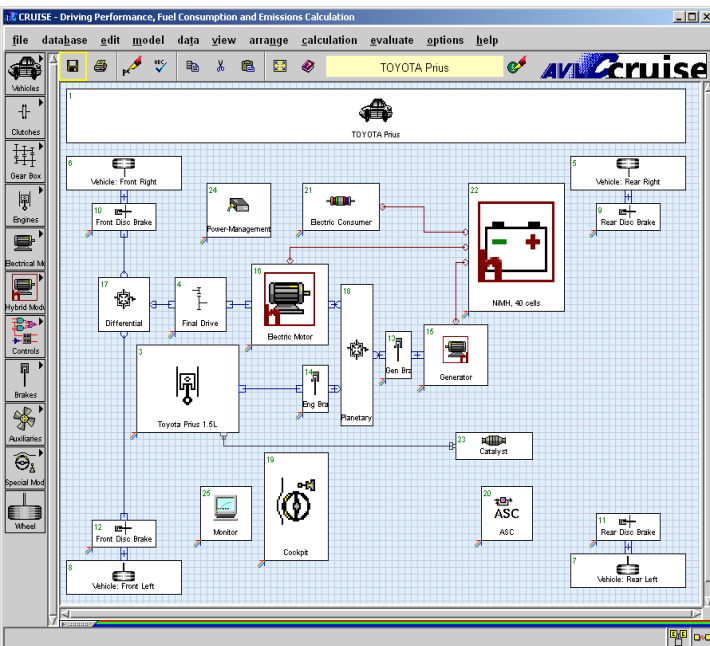 CRUISE - Driving Performance, Fuel Consumption and Emissions Calculation
file database edit model data view arrange calculation evaluate options help
TOYOTA Prius
AVL cruise
Vehicles
Clutches
Gear Box
Engines
Electrical Mo
Hybrid Modu
Controls
Brakes
Auxiliaries
Special Mod
Wheel
1
TOYOTA Prius
6
Vehicle: Front Right
5
Vehicle: Rear Right
24
Power-Management
21
Electric Consumer
22
NiMH, 40 cells
10
Front Disc Brake
9
Rear Disc Brake
17
Differential
4
Final Drive
16
Electric Motor
18
Planetary
13
Gen Bra
15
Generator
3
Toyota Prius 1.5L
14
Eng Bra
23
Catalyst
19
Cockpit
25
Monitor
20
ASC
ASC
12
Front Disc Brake
11
Rear Disc Brake
8
Vehicle: Front Left
7
Vehicle: Rear Left